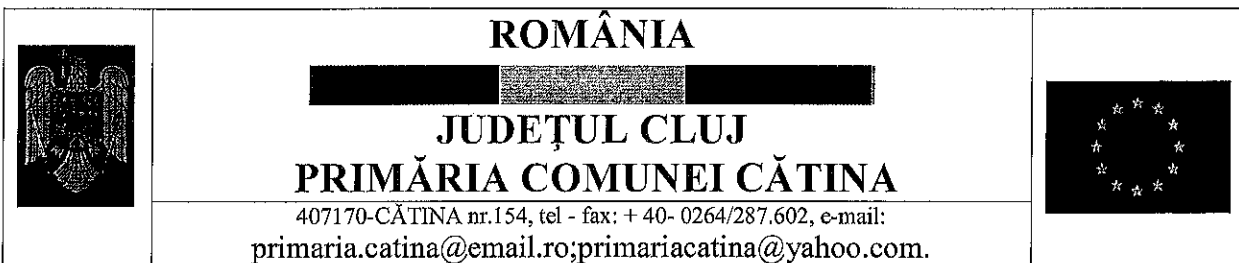 ROMÂNIA
JUDEȚUL CLUJ
PRIMĂRIA COMUNEI CĂTINA
407170-CĂTINA nr.154, tel - fax: + 40- 0264/287.602, e-mail:
primaria.catina@email.ro;primariacatina@yahoo.com.